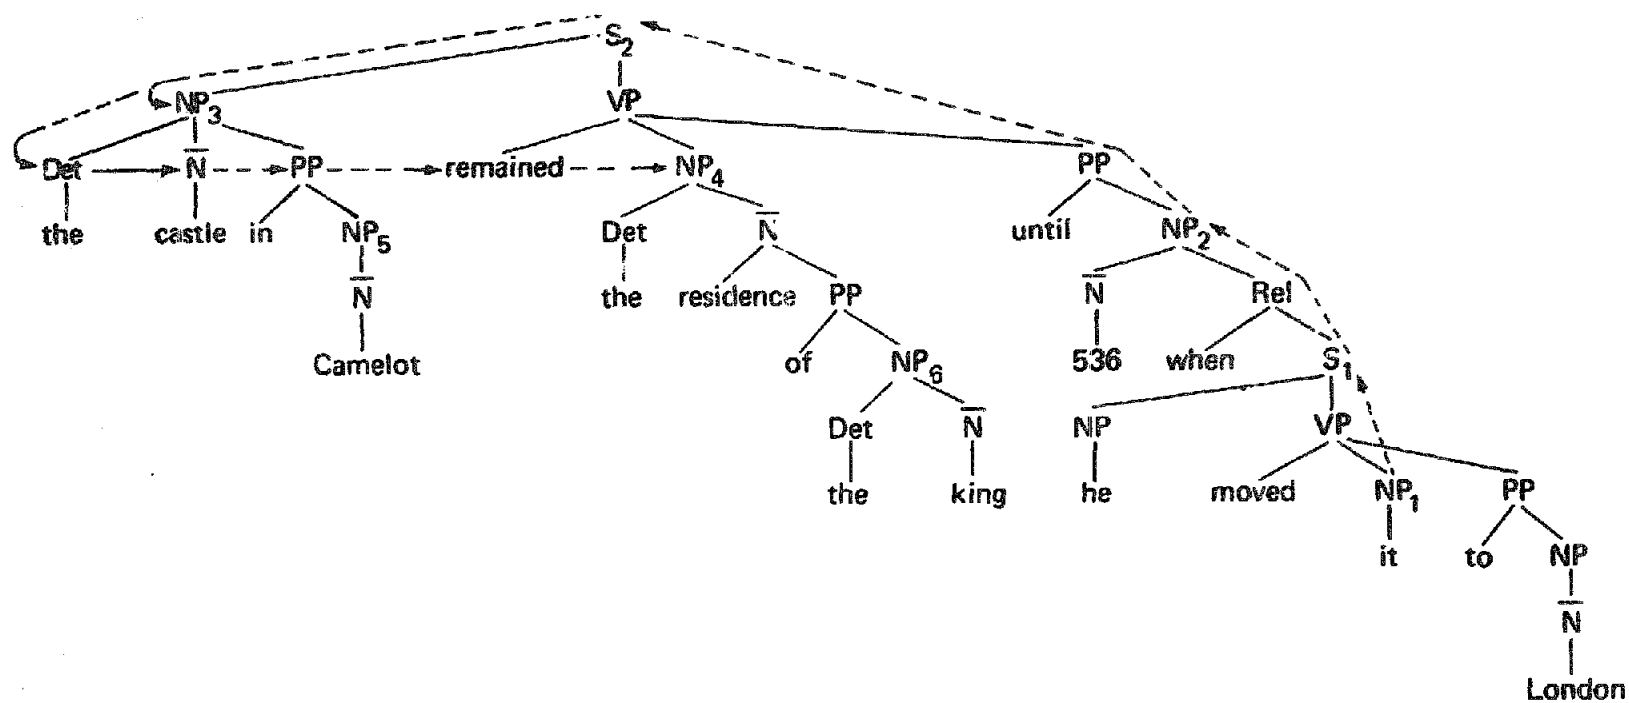 S2
NP3 VP
Det N̅ PP remained NP4 PP
the castle in NP5 Det N̅ until NP2
N̅ the residence PP N̅ Rel
Camelot of NP6 536 when S1
Det N̅ NP VP
the king he moved NP1 PP
it to NP
N̅
London